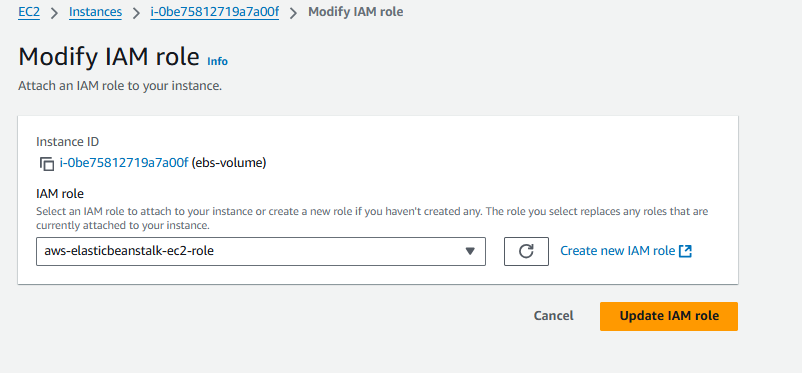 EC2 > Instances > i-0be75812719a7a00f > Modify IAM role
Modify IAM role Info
Attach an IAM role to your instance.
Instance ID
i-0be75812719a7a00f (ebs-volume)
IAM role
Select an IAM role to attach to your instance or create a new role if you haven't created any. The role you select replaces any roles that are
currently attached to your instance.
aws-elasticbeanstalk-ec2-role
Create new IAM role
Cancel
Update IAM role